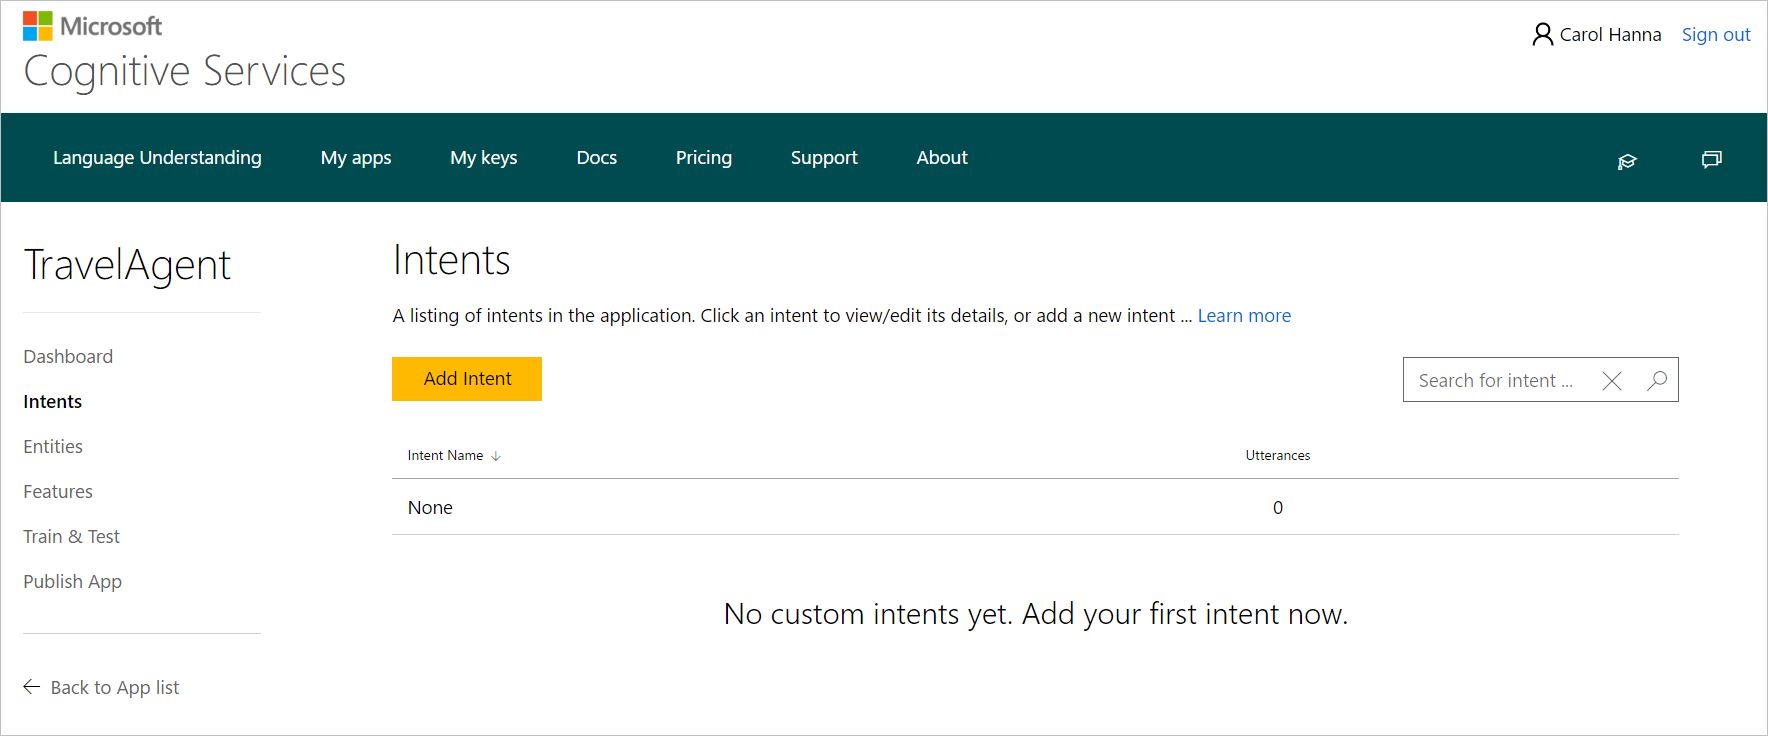 Microsoft
Cognitive Services
Carol Hanna Sign out
Language Understanding My apps My keys Docs Pricing Support About
TravelAgent
Dashboard
Intents
Entities
Features
Train & Test
Publish App
Back to App list
Intents
A listing of intents in the application. Click an intent to view/edit its details, or add a new intent ... Learn more
Add Intent
Search for intent ...
Intent Name Utterances
None 0
No custom intents yet. Add your first intent now.